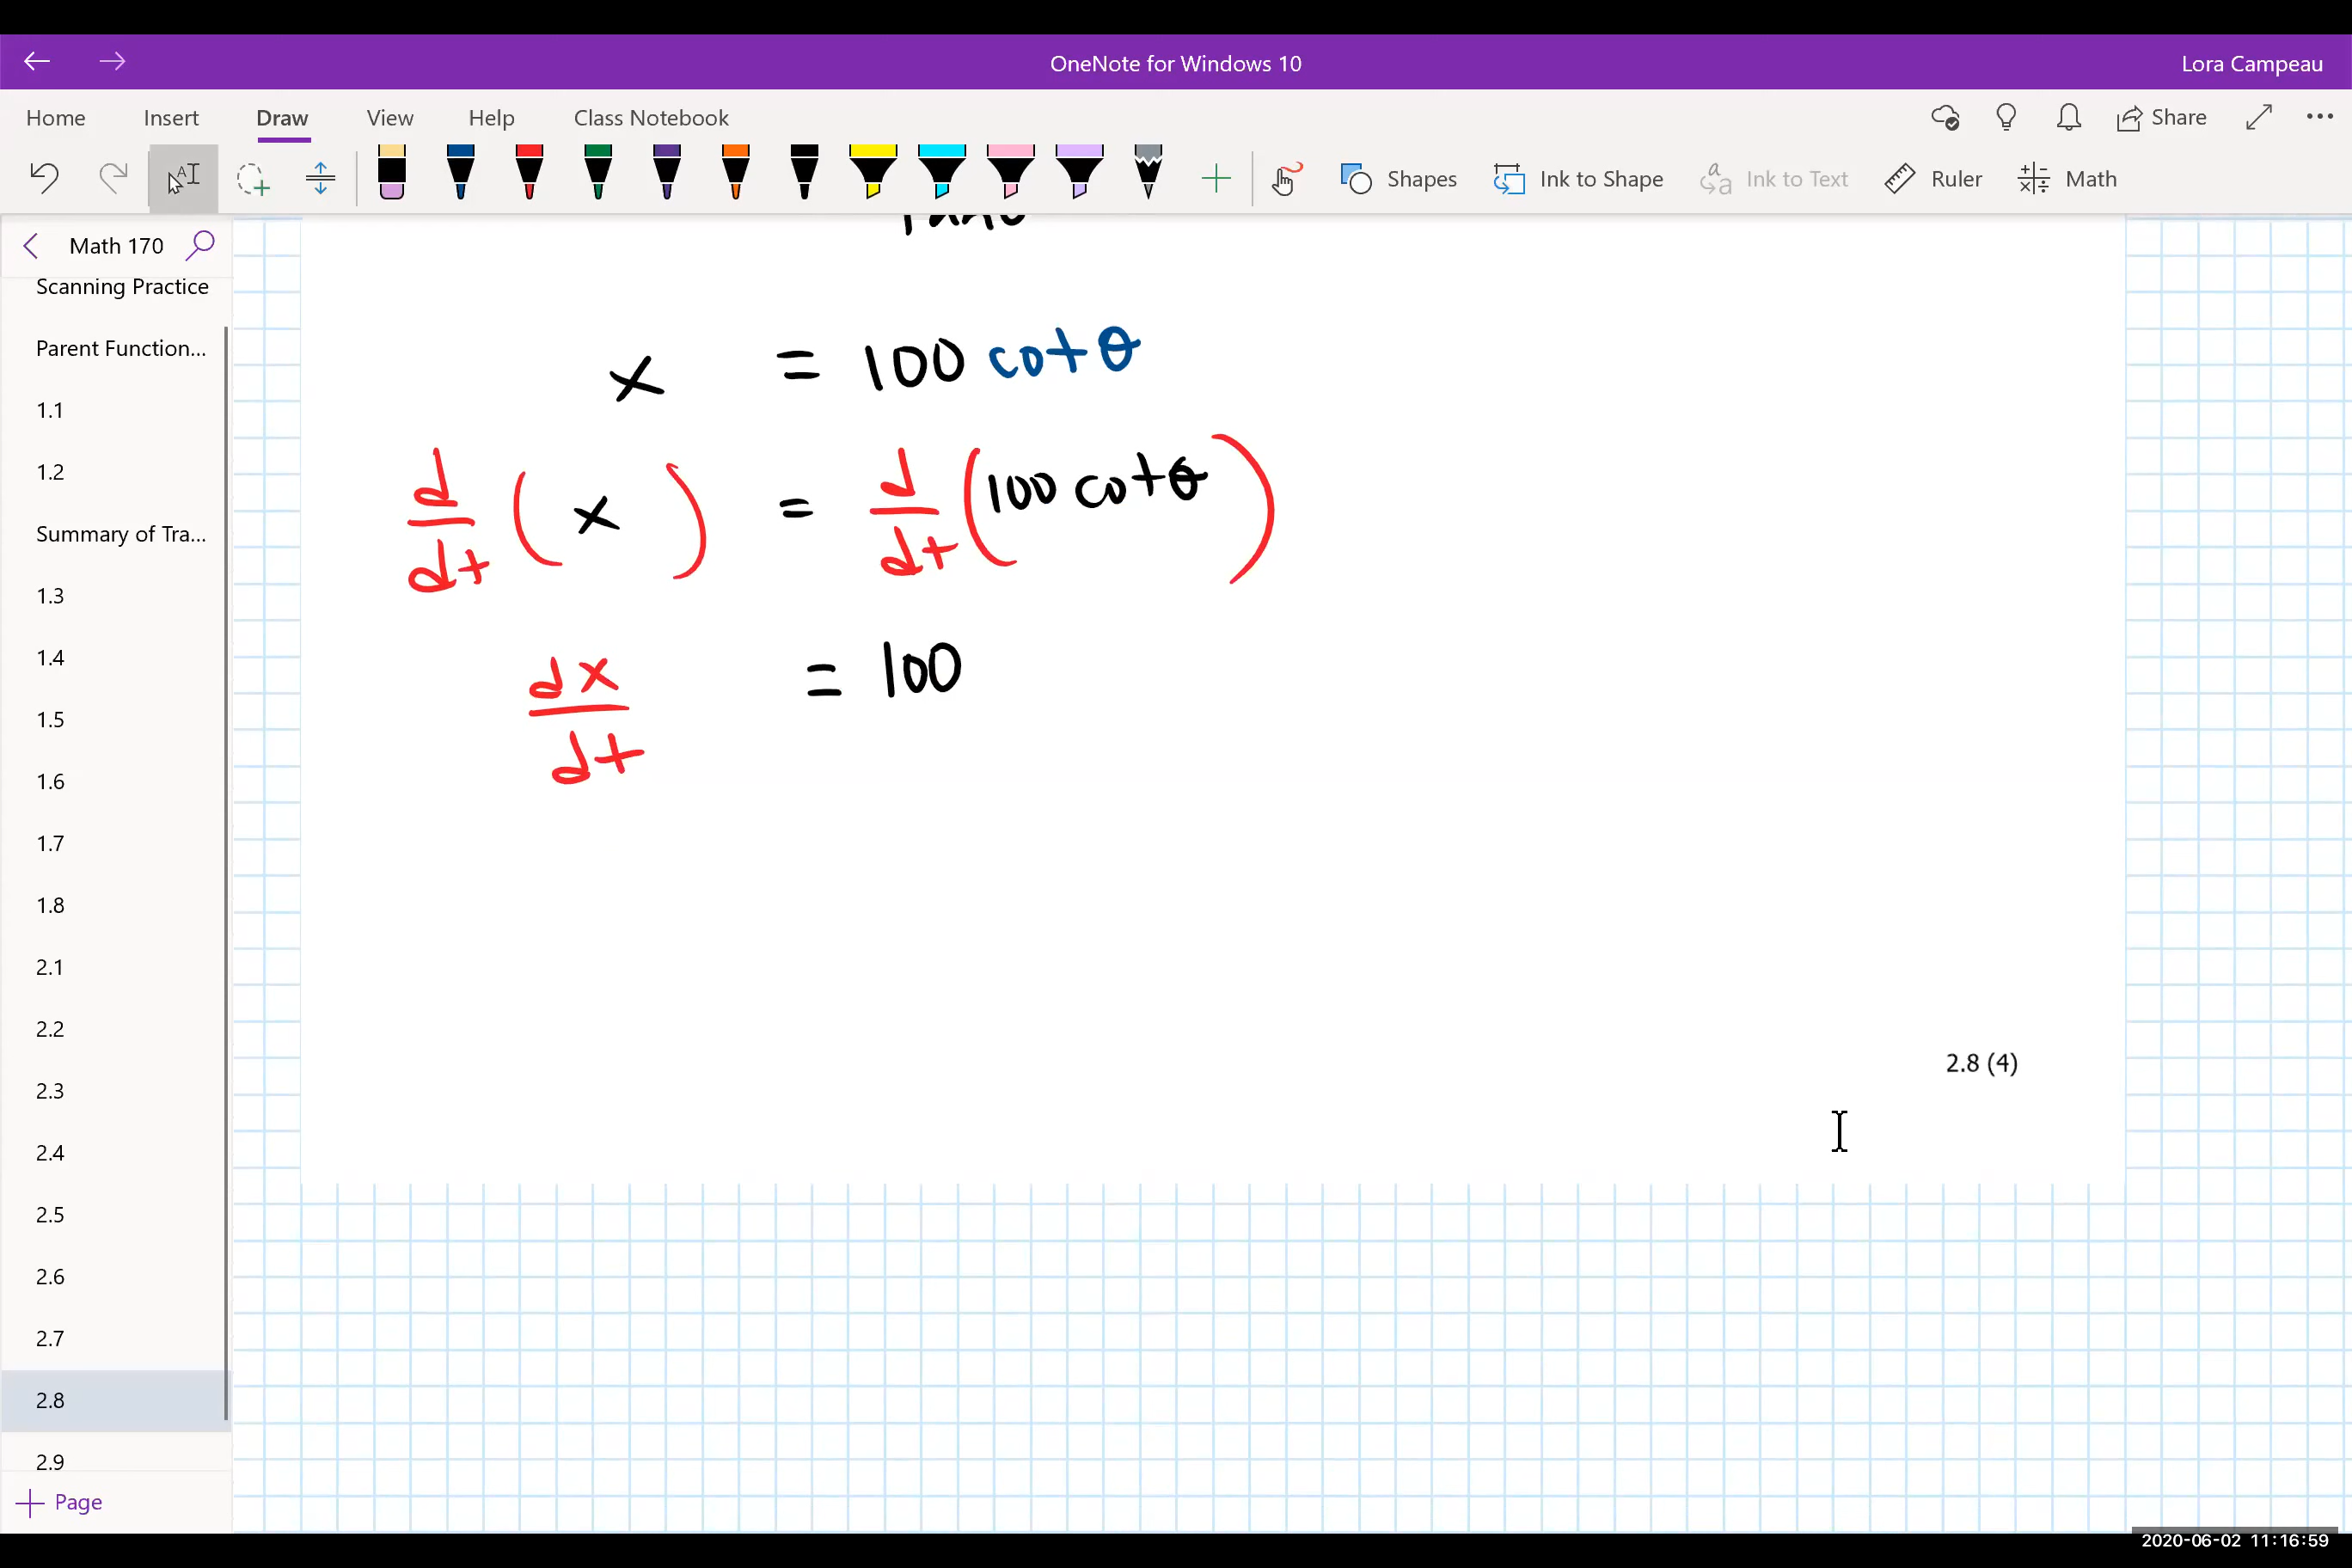 OneNote for Windows 10
Lora Campeau
Home Insert Draw View Help Class Notebook
Share
Shapes Ink to Shape Ink to Text Ruler Math
Math 170
Scanning Practice
Parent Function...
1.1
1.2
Summary of Tra...
1.3
1.4
1.5
1.6
1.7
1.8
2.1
2.2
2.3
2.4
2.5
2.6
2.7
2.8
2.9
Page
x = 100 cot θ
d/dt (x) = d/dt (100 cot θ)
dx/dt = 100
2.8 (4)
2020-06-02 11:16:59